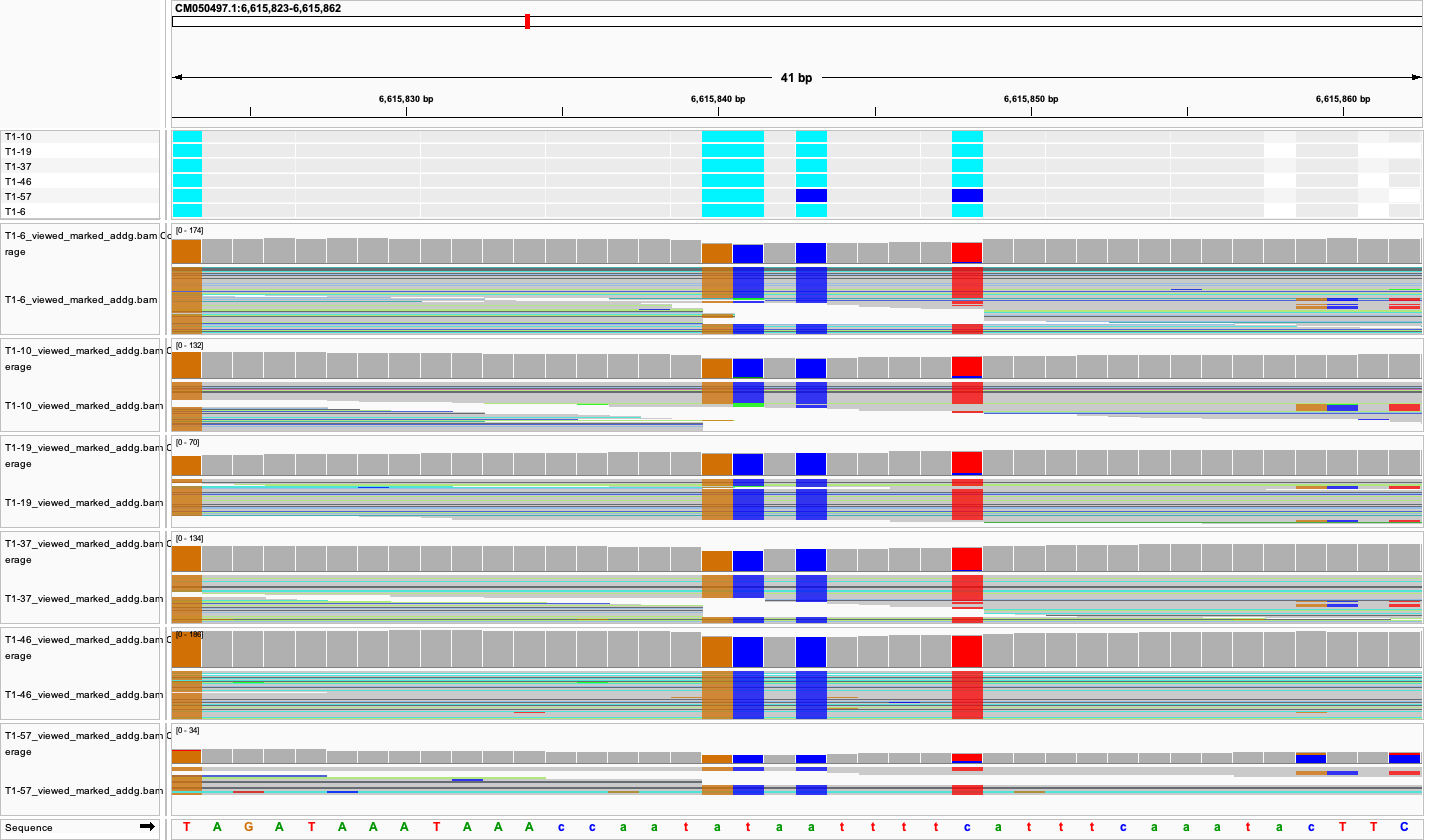 CM050497.1:6,615,823-6,615,862
41 bp
6,615,830 bp 6,615,840 bp 6,615,850 bp 6,615,860 bp
T1-10
T1-19
T1-37
T1-46
T1-57
T1-6
T1-6_viewed_marked_addg.bam Co
rage
[0 - 174]
T1-6_viewed_marked_addg.bam
T1-10_viewed_marked_addg.bam C
erage
[0 - 132]
T1-10_viewed_marked_addg.bam
T1-19_viewed_marked_addg.bam C
erage
[0 - 70]
T1-19_viewed_marked_addg.bam
T1-37_viewed_marked_addg.bam C
erage
[0 - 134]
T1-37_viewed_marked_addg.bam
T1-46_viewed_marked_addg.bam C
erage
[0 - 186]
T1-46_viewed_marked_addg.bam
T1-57_viewed_marked_addg.bam C
erage
[0 - 34]
T1-57_viewed_marked_addg.bam
Sequence T A G A T A A A T A A A c c a a t a t a a t t t t c a t t t c a a a t a c T T C